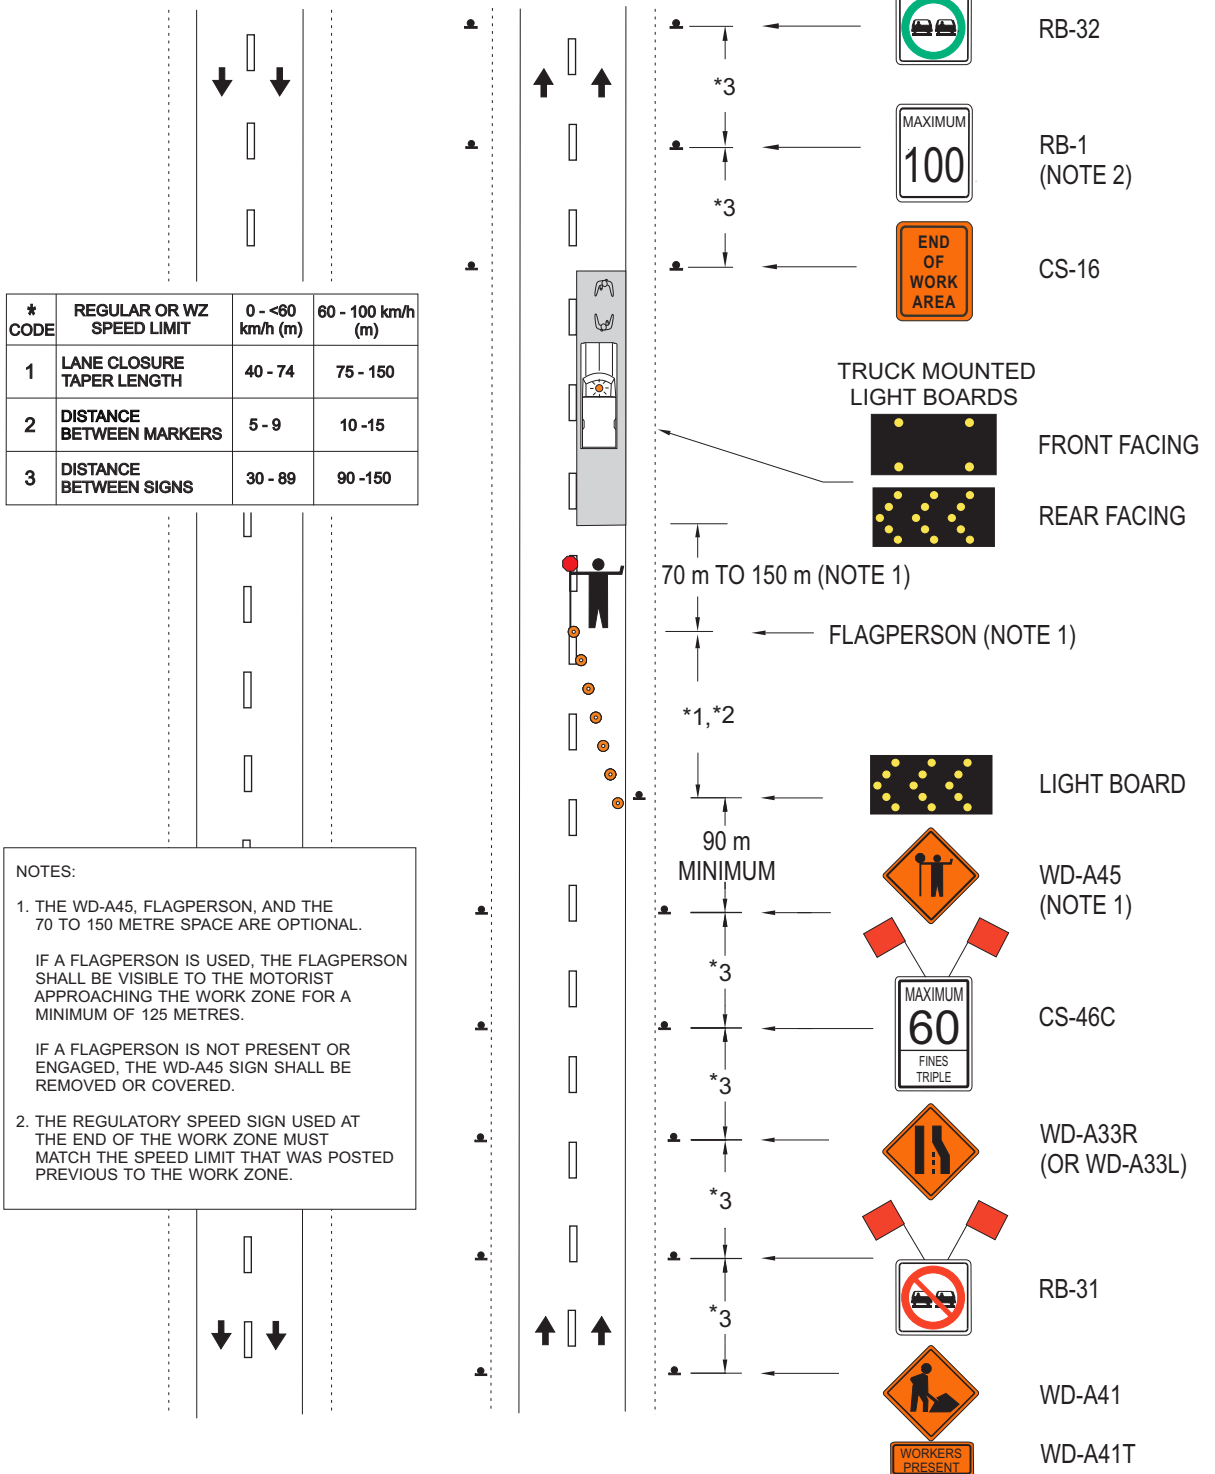 RB-32
*3
MAXIMUM
100
RB-1
(NOTE 2)
*3
END
OF
WORK
AREA
CS-16
* CODE
REGULAR OR WZ SPEED LIMIT
0 - <60 km/h (m)
60 - 100 km/h (m)
1
LANE CLOSURE TAPER LENGTH
40 - 74
75 - 150
2
DISTANCE BETWEEN MARKERS
5 - 9
10 -15
3
DISTANCE BETWEEN SIGNS
30 - 89
90 -150
TRUCK MOUNTED
LIGHT BOARDS
FRONT FACING
REAR FACING
70 m TO 150 m (NOTE 1)
FLAGPERSON (NOTE 1)
*1,*2
LIGHT BOARD
90 m
MINIMUM
WD-A45
(NOTE 1)
*3
MAXIMUM
60
FINES
TRIPLE
CS-46C
*3
WD-A33R
(OR WD-A33L)
*3
RB-31
*3
WD-A41
WORKERS
PRESENT
WD-A41T
NOTES:
1. THE WD-A45, FLAGPERSON, AND THE
70 TO 150 METRE SPACE ARE OPTIONAL.
IF A FLAGPERSON IS USED, THE FLAGPERSON
SHALL BE VISIBLE TO THE MOTORIST
APPROACHING THE WORK ZONE FOR A
MINIMUM OF 125 METRES.
IF A FLAGPERSON IS NOT PRESENT OR
ENGAGED, THE WD-A45 SIGN SHALL BE
REMOVED OR COVERED.
2. THE REGULATORY SPEED SIGN USED AT
THE END OF THE WORK ZONE MUST
MATCH THE SPEED LIMIT THAT WAS POSTED
PREVIOUS TO THE WORK ZONE.